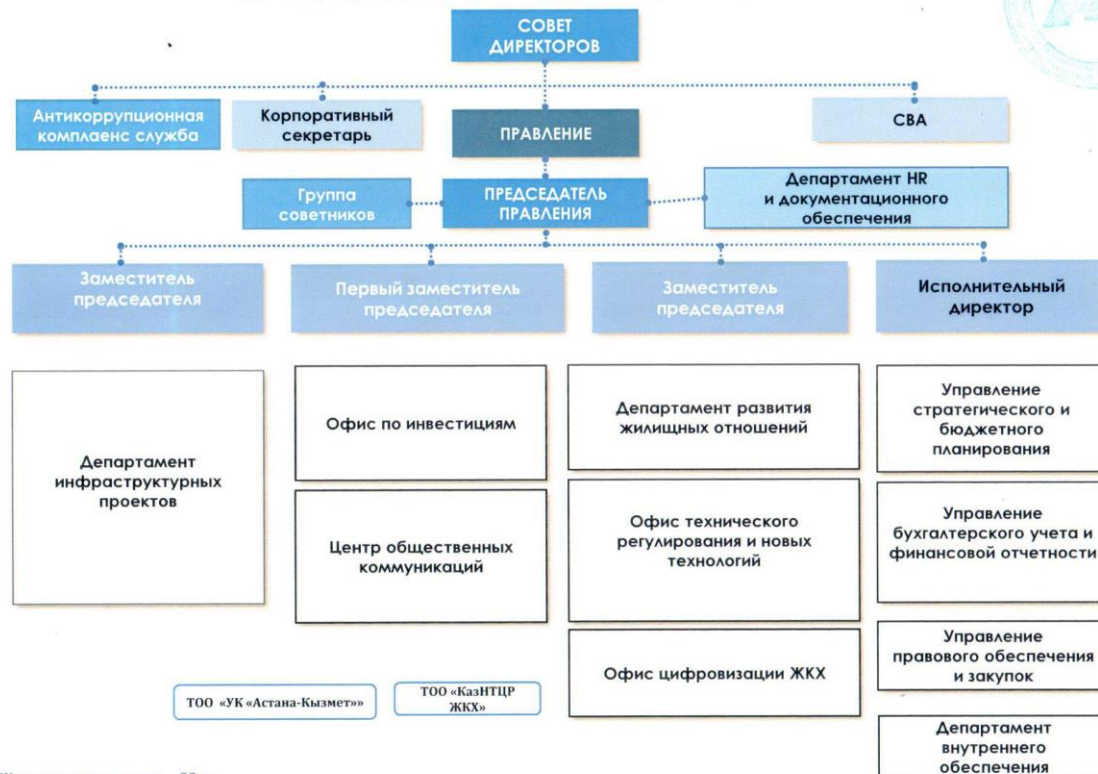 СОВЕТ
ДИРЕКТОРОВ
Антикоррупционная
комплаенс служба
Корпоративный
секретарь
ПРАВЛЕНИЕ
СВА
Группа
советников
ПРЕДСЕДАТЕЛЬ
ПРАВЛЕНИЯ
Департамент HR
и документационного
обеспечения
Заместитель
председателя
Первый заместитель
председателя
Заместитель
председателя
Исполнительный
директор
Департамент
инфраструктурных
проектов
Офис по инвестициям
Центр общественных
коммуникаций
Департамент развития
жилищных отношений
Офис технического
регулирования и новых
технологий
Офис цифровизации ЖКХ
Управление
стратегического и
бюджетного
планирования
Управление
бухгалтерского учета и
финансовой отчетности
Управление
правового обеспечения
и закупок
Департамент
внутреннего
обеспечения
ТОО «УК «Астана-Кызмет»»
ТОО «КазНТЦР
ЖКХ»